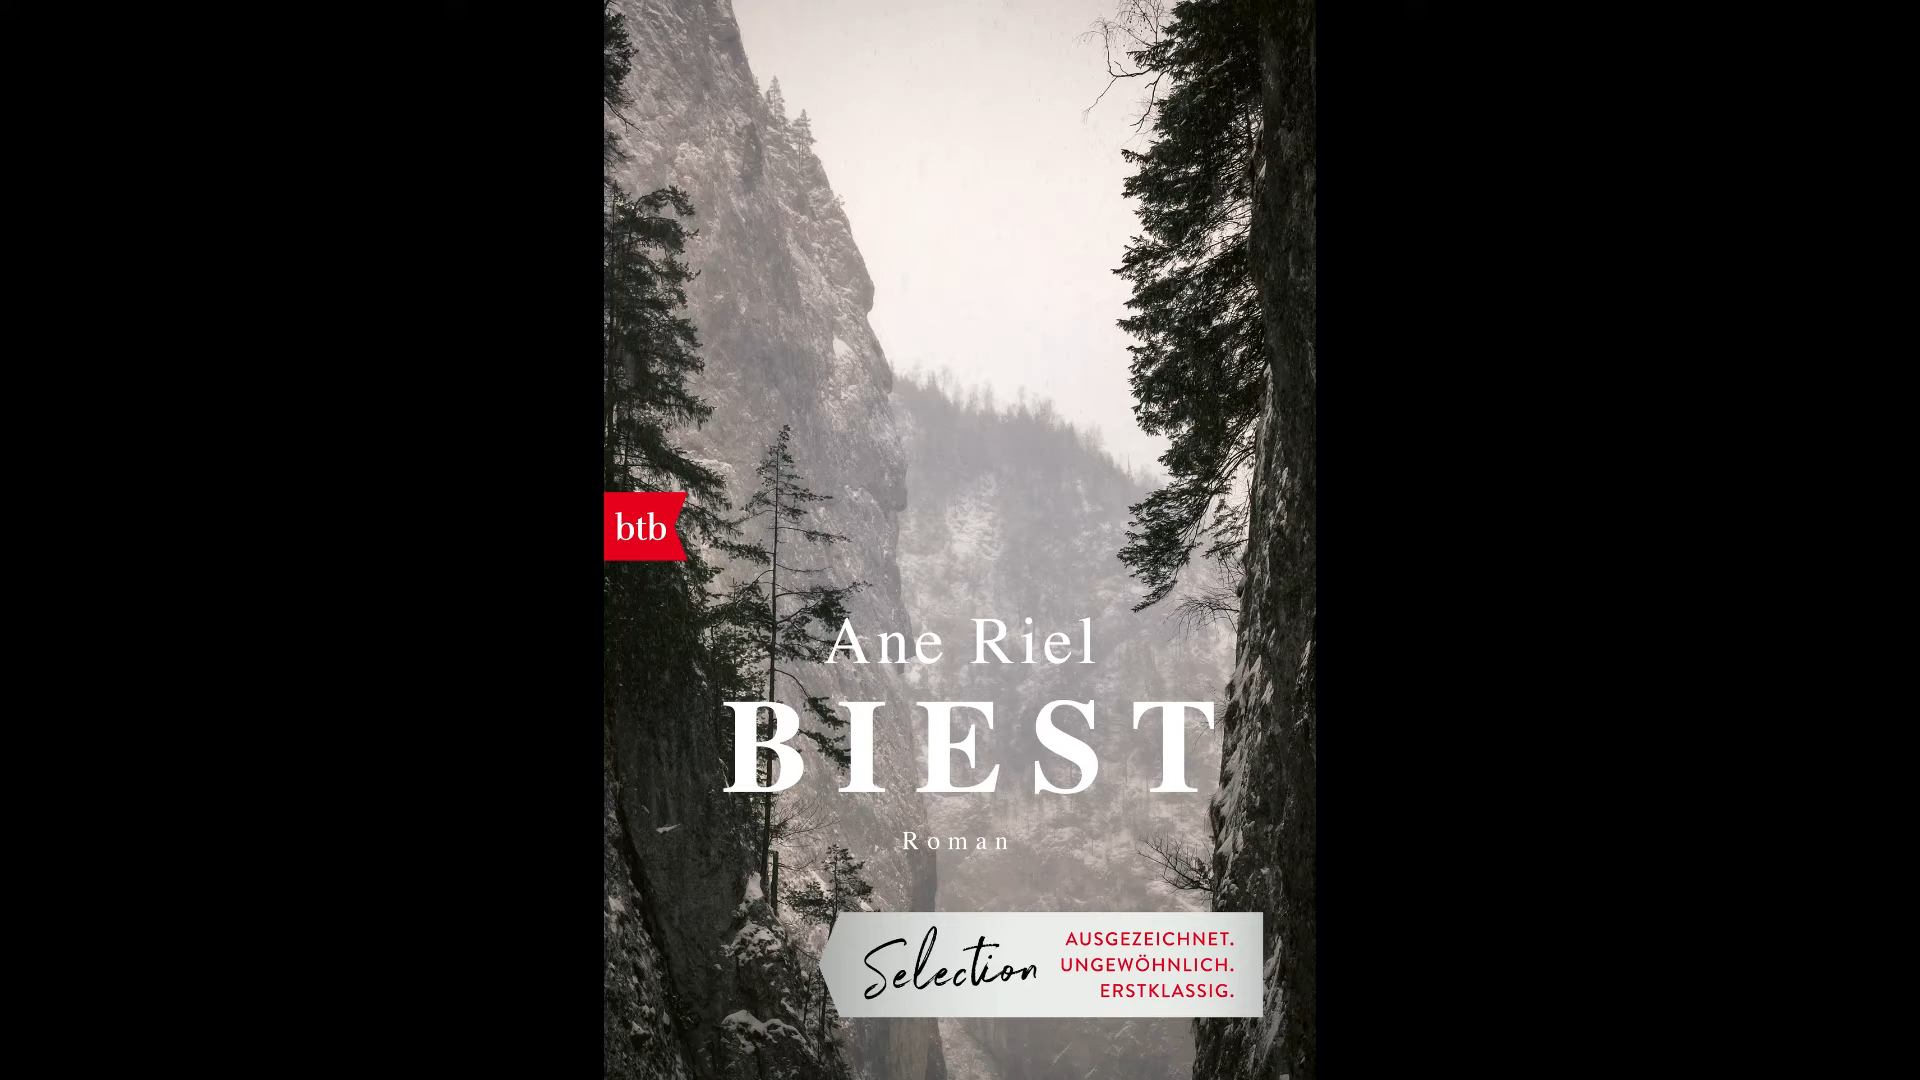 btb
Ane Riel
BIEST
Roman
Selection
AUSGEZEICHNET.
UNGEWÖHNLICH.
ERSTKLASSIG.